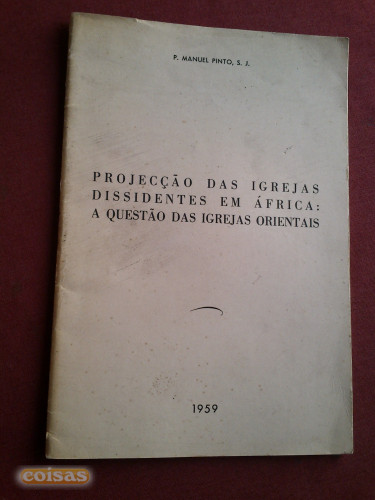 P. MANUEL PINTO, S. J.
PROJECÇÃO DAS IGREJAS
DISSIDENTES EM ÁFRICA:
A QUESTÃO DAS IGREJAS ORIENTAIS
1959
coisas